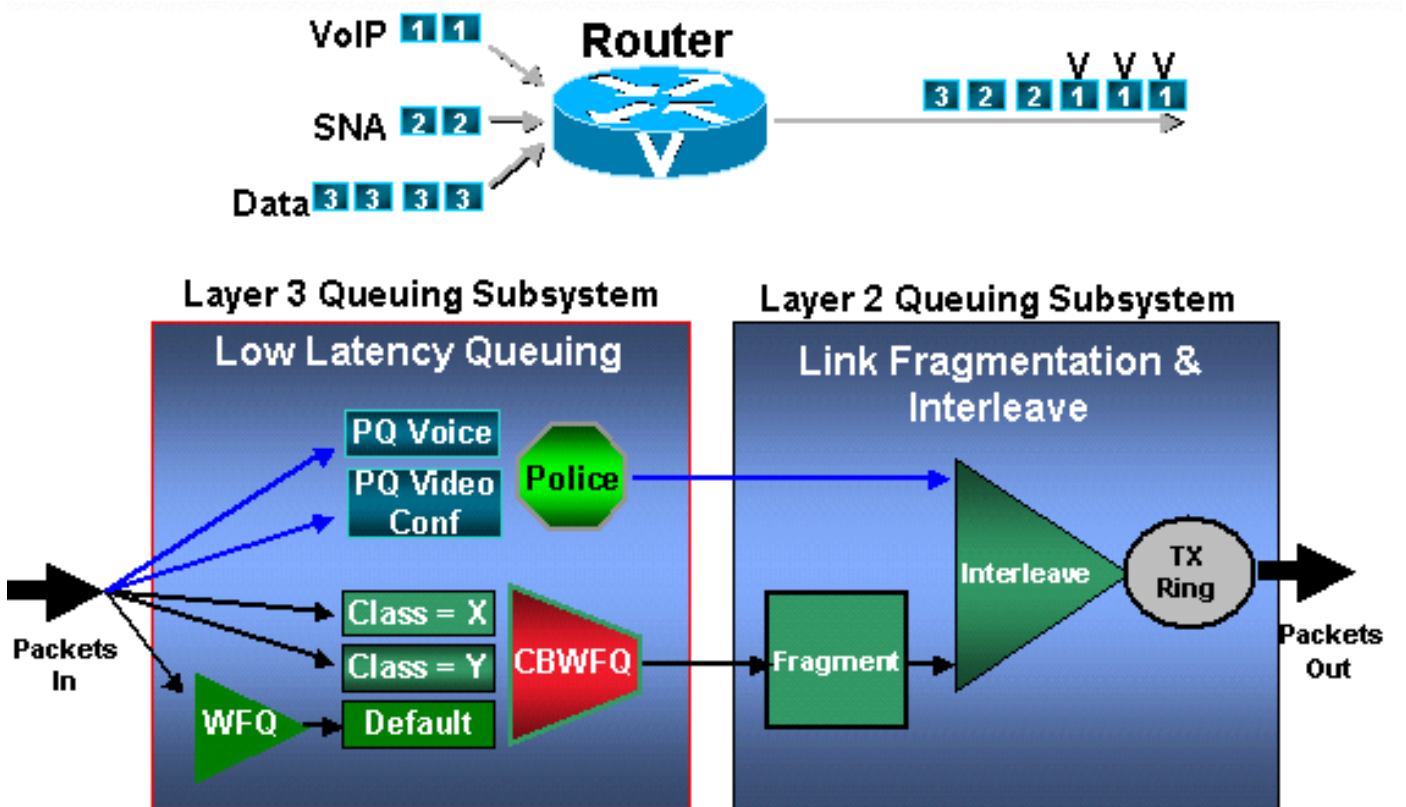 VoIP 1 1
Router
V V V
3 2 2 1 1 1
SNA 2 2
V
Data 3 3 3 3
Layer 3 Queuing Subsystem
Layer 2 Queuing Subsystem
Low Latency Queuing
Link Fragmentation &
Interleave
PQ Voice
PQ Video
Conf
Police
Interleave
TX
Ring
Packets
In
Class = X
Class = Y
CBWFQ
WFQ
Default
Fragment
Packets
Out